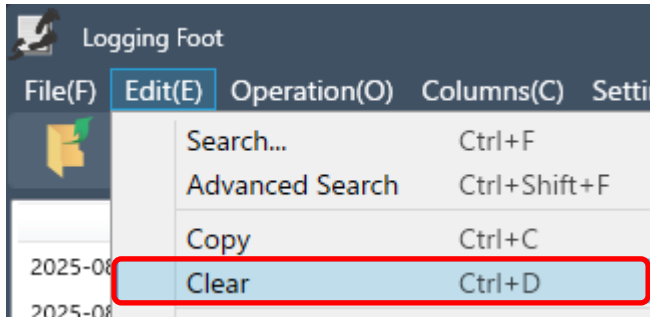 Logging Foot
File(F) Edit(E) Operation(O) Columns(C)
Search... Ctrl+F
Advanced Search Ctrl+Shift+F
Copy Ctrl+C
Clear Ctrl+D